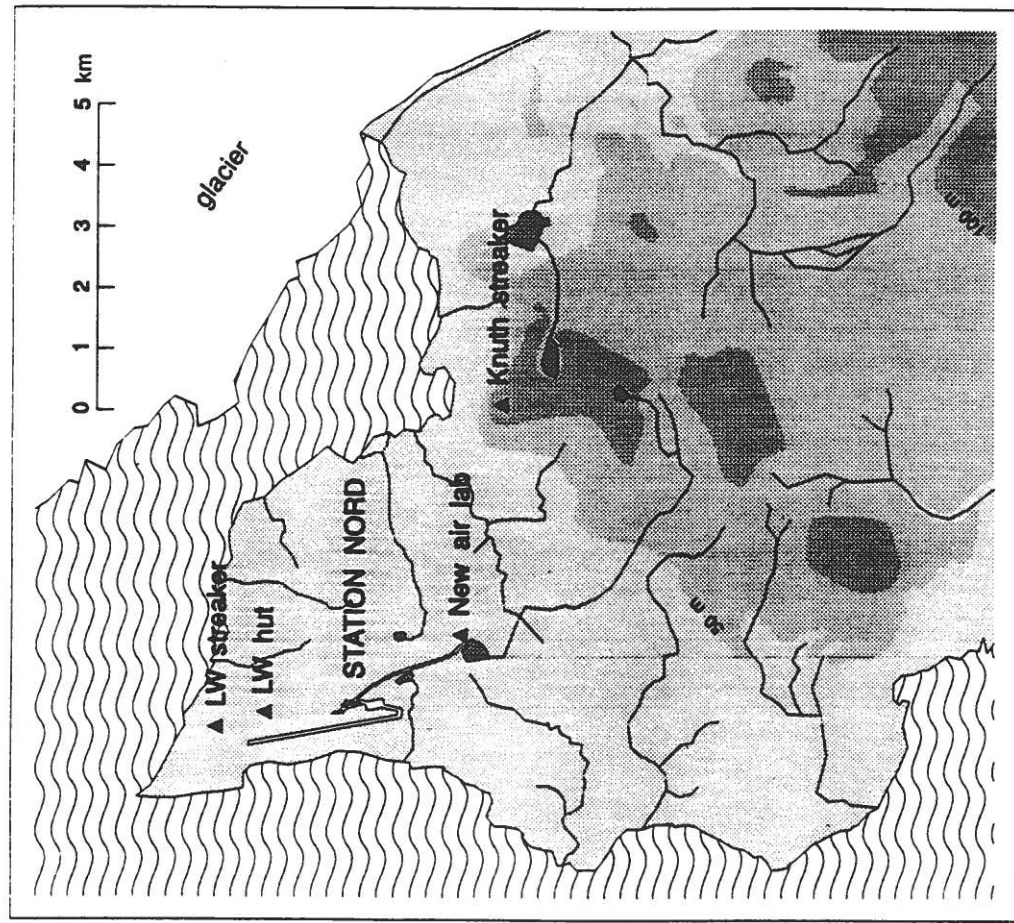 0 1 2 3 4 5 km
glacier
LW streaker
LW hut
STATION NORD
New air lab
Knuth streaker
50 m
100 m